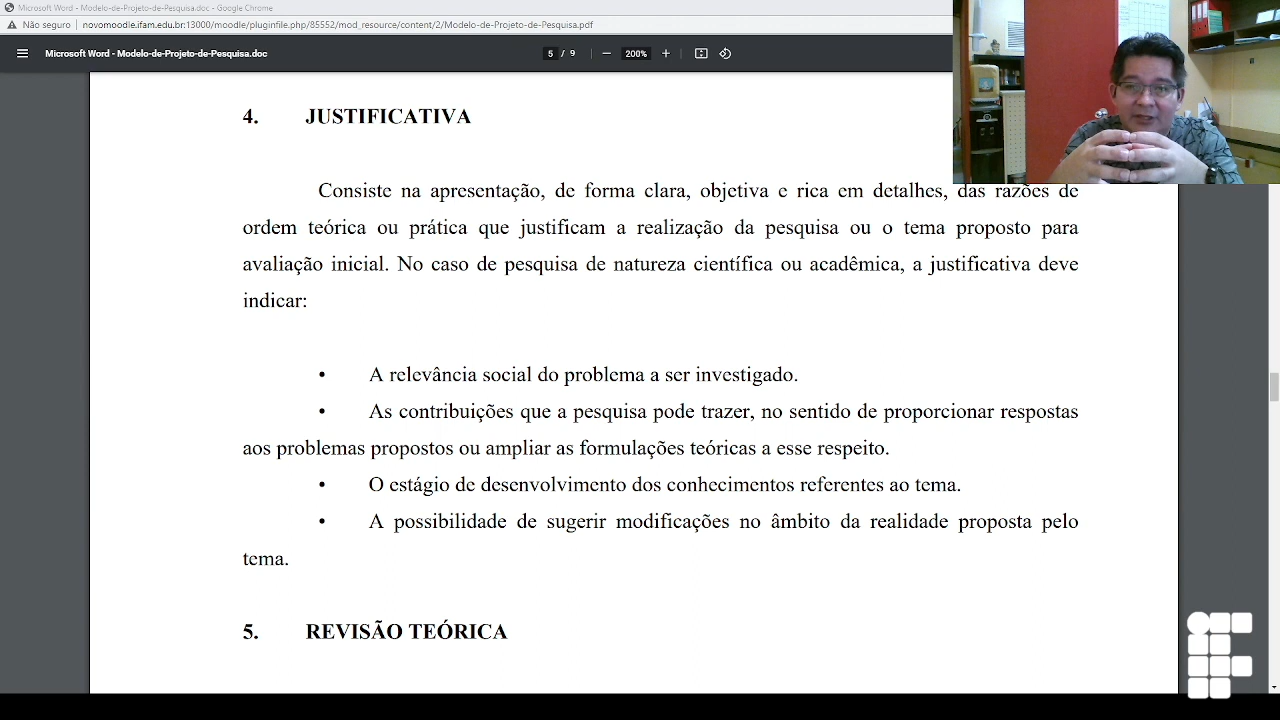 Microsoft Word - Modelo-de-Projeto-de-Pesquisa.doc - Google Chrome
Não seguro novomoodle.ifam.edu.br:13000/moodle/pluginfile.php/85552/mod_resource/content/2/Modelo-de-Projeto-de-Pesquisa.pdf
Microsoft Word - Modelo-de-Projeto-de-Pesquisa.doc 5 / 9 200%
4. JUSTIFICATIVA
Consiste na apresentação, de forma clara, objetiva e rica em detalhes, das razões de
ordem teórica ou prática que justificam a realização da pesquisa ou o tema proposto para
avaliação inicial. No caso de pesquisa de natureza científica ou acadêmica, a justificativa deve
indicar:
• A relevância social do problema a ser investigado.
• As contribuições que a pesquisa pode trazer, no sentido de proporcionar respostas
aos problemas propostos ou ampliar as formulações teóricas a esse respeito.
• O estágio de desenvolvimento dos conhecimentos referentes ao tema.
• A possibilidade de sugerir modificações no âmbito da realidade proposta pelo
tema.
5. REVISÃO TEÓRICA